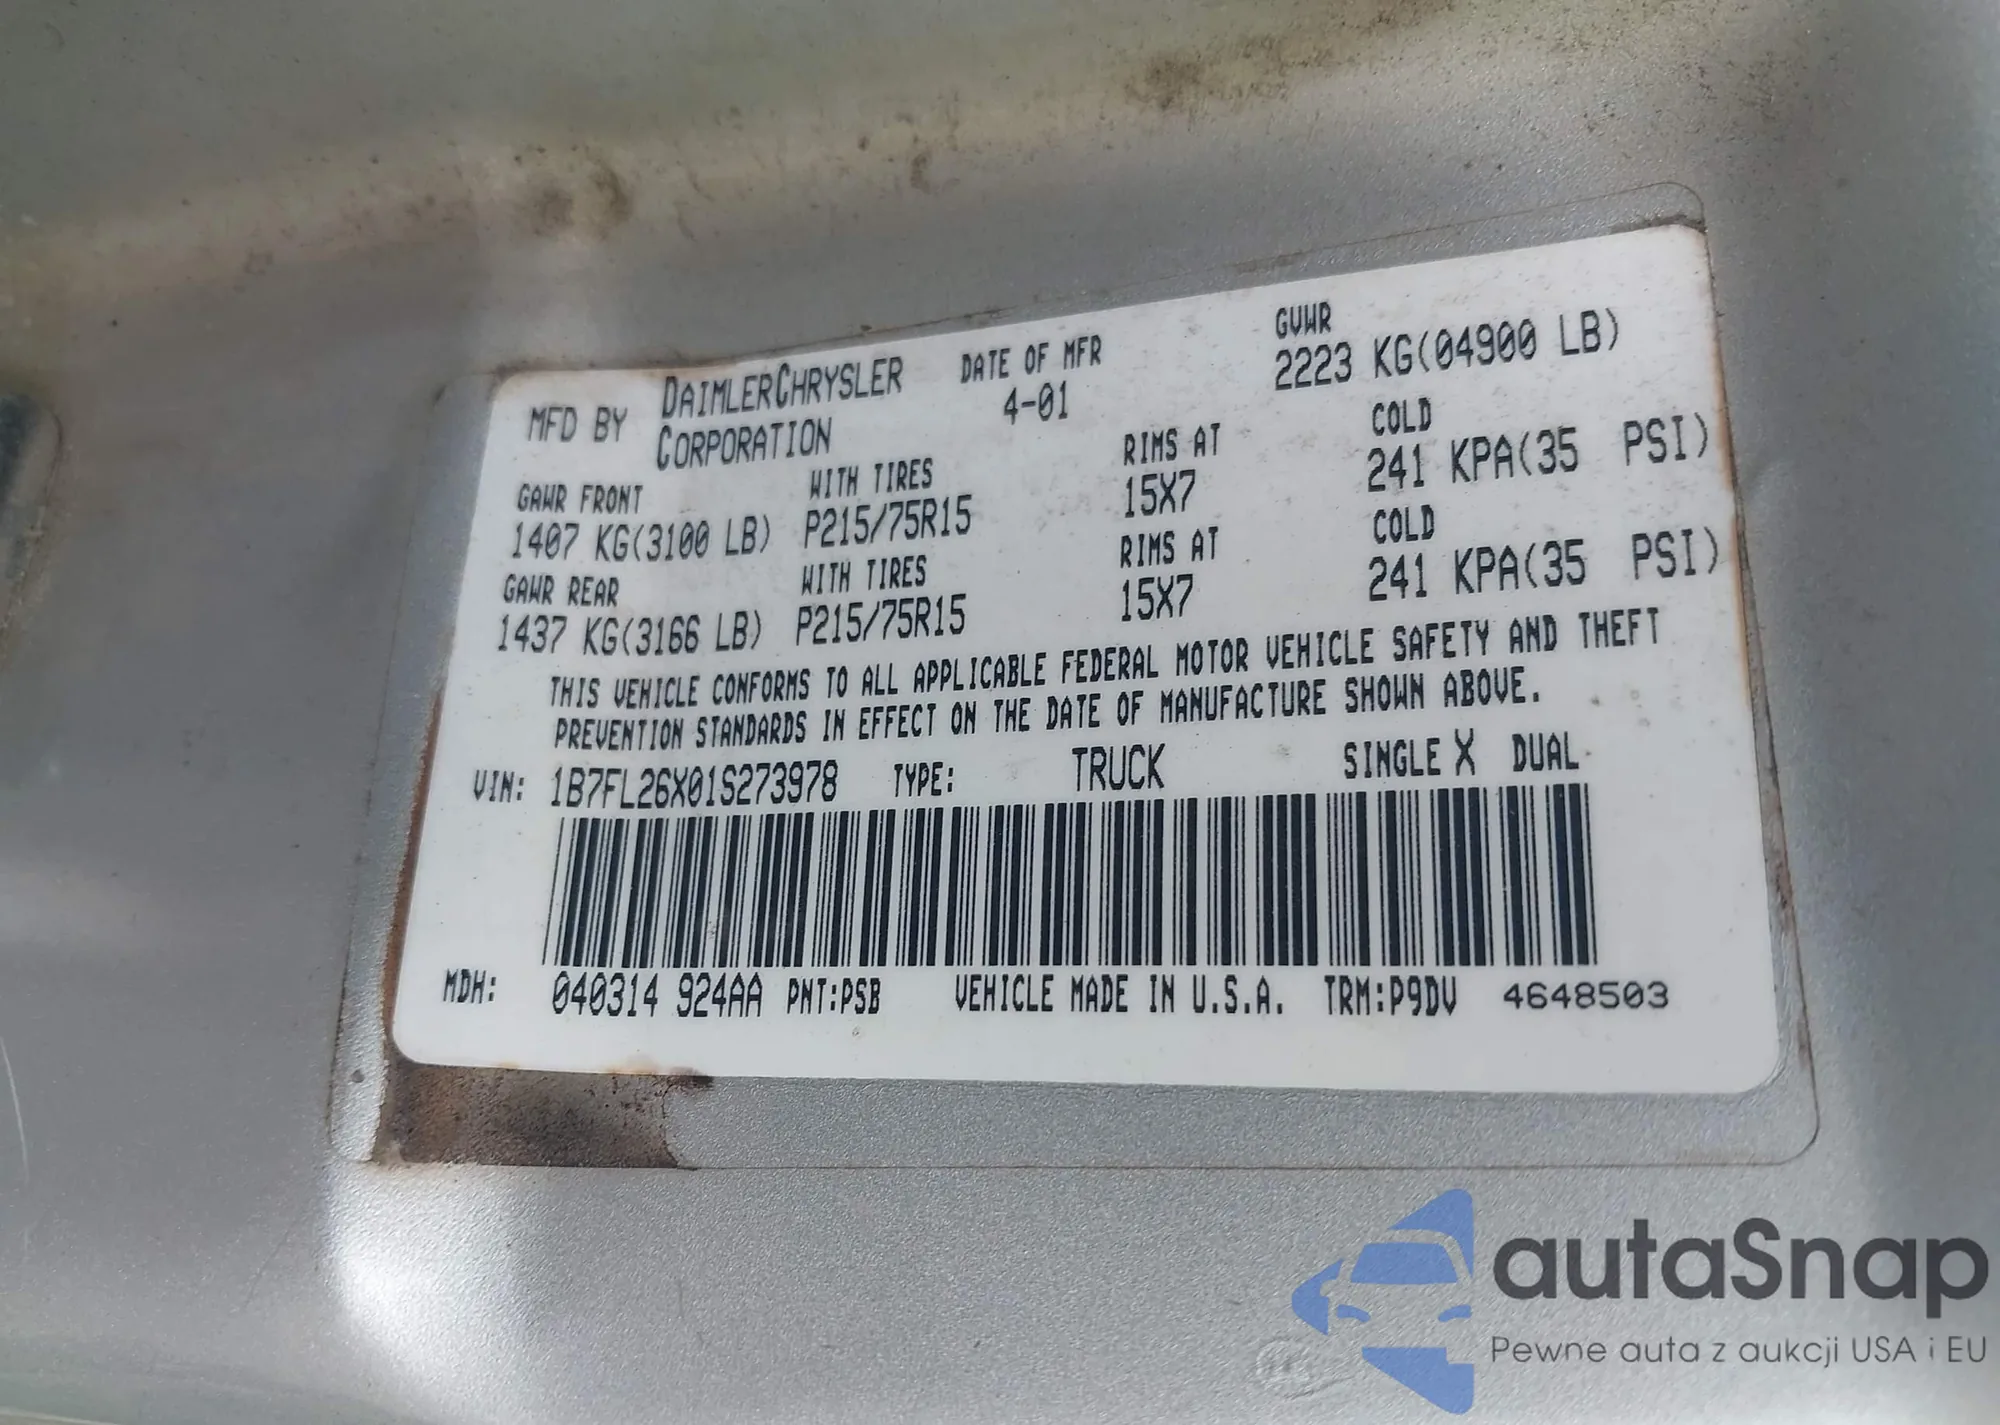 MFD BY DAIMLERCHRYSLER CORPORATION
DATE OF MFR
4-01
GVWR
2223 KG(04900 LB)
GAWR FRONT WITH TIRES RIMS AT COLD
1407 KG(3100 LB) P215/75R15 15X7 241 KPA(35 PSI)
GAWR REAR WITH TIRES RIMS AT COLD
1437 KG(3166 LB) P215/75R15 15X7 241 KPA(35 PSI)
THIS VEHICLE CONFORMS TO ALL APPLICABLE FEDERAL MOTOR VEHICLE SAFETY AND THEFT
PREVENTION STANDARDS IN EFFECT ON THE DATE OF MANUFACTURE SHOWN ABOVE.
VIN: 1B7FL26X01S273978 TYPE: TRUCK SINGLE X DUAL
MDH: 040314 924AA PNT:PSB VEHICLE MADE IN U.S.A. TRM:P9DV 4648503
autaSnap
Pewne auta z aukcji USA i EU